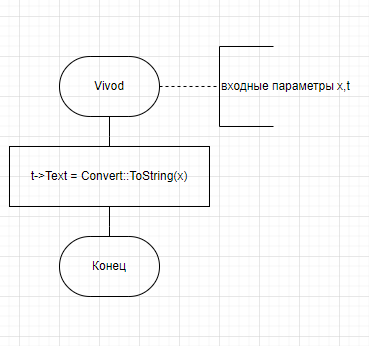 Vivod
входные параметры x,t
t->Text = Convert::ToString(x)
Конец